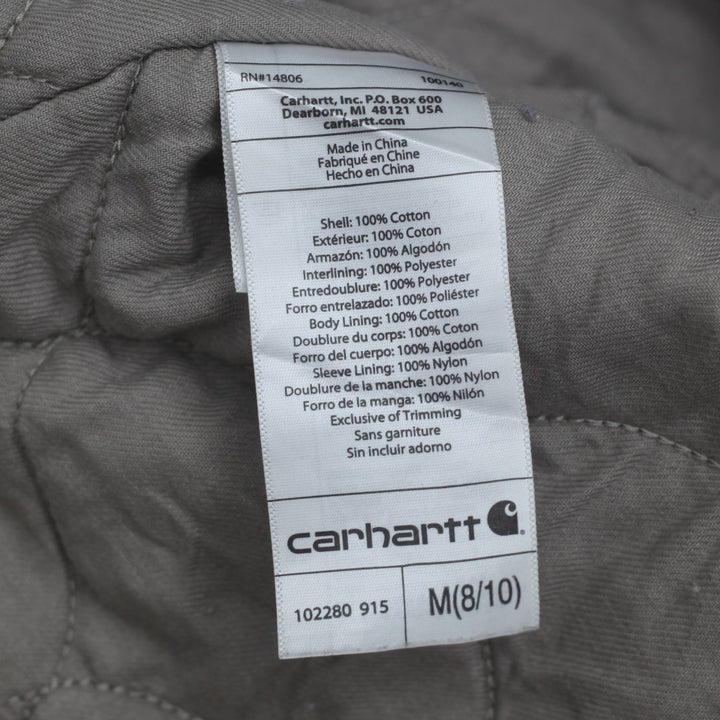 RN#14806 100140
Carhartt, Inc. P.O. Box 600
Dearborn, MI 48121 USA
carhartt.com
Made in China
Fabriqué en Chine
Hecho en China
Shell: 100% Cotton
Extérieur: 100% Coton
Armazón: 100% Algodón
Interlining: 100% Polyester
Entredoublure: 100% Polyester
Forro entrelazado: 100% Poliéster
Body Lining: 100% Cotton
Doublure du corps: 100% Coton
Forro del cuerpo: 100% Algodón
Sleeve Lining: 100% Nylon
Doublure de la manche: 100% Nylon
Forro de la manga: 100% Nilón
Exclusive of Trimming
Sans garniture
Sin incluir adorno
carhartt
102280 915 M(8/10)